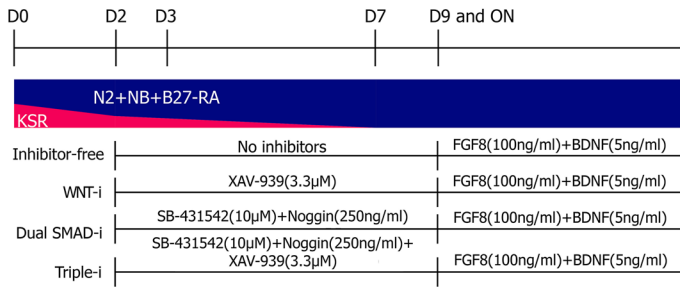 D0 D2 D3 D7 D9 and ON
N2+NB+B27-RA
KSR
Inhibitor-free No inhibitors FGF8(100ng/ml)+BDNF(5ng/ml)
WNT-i XAV-939(3.3μM) FGF8(100ng/ml)+BDNF(5ng/ml)
Dual SMAD-i SB-431542(10μM)+Noggin(250ng/ml) FGF8(100ng/ml)+BDNF(5ng/ml)
SB-431542(10μM)+Noggin(250ng/ml)+
Triple-i XAV-939(3.3μM) FGF8(100ng/ml)+BDNF(5ng/ml)